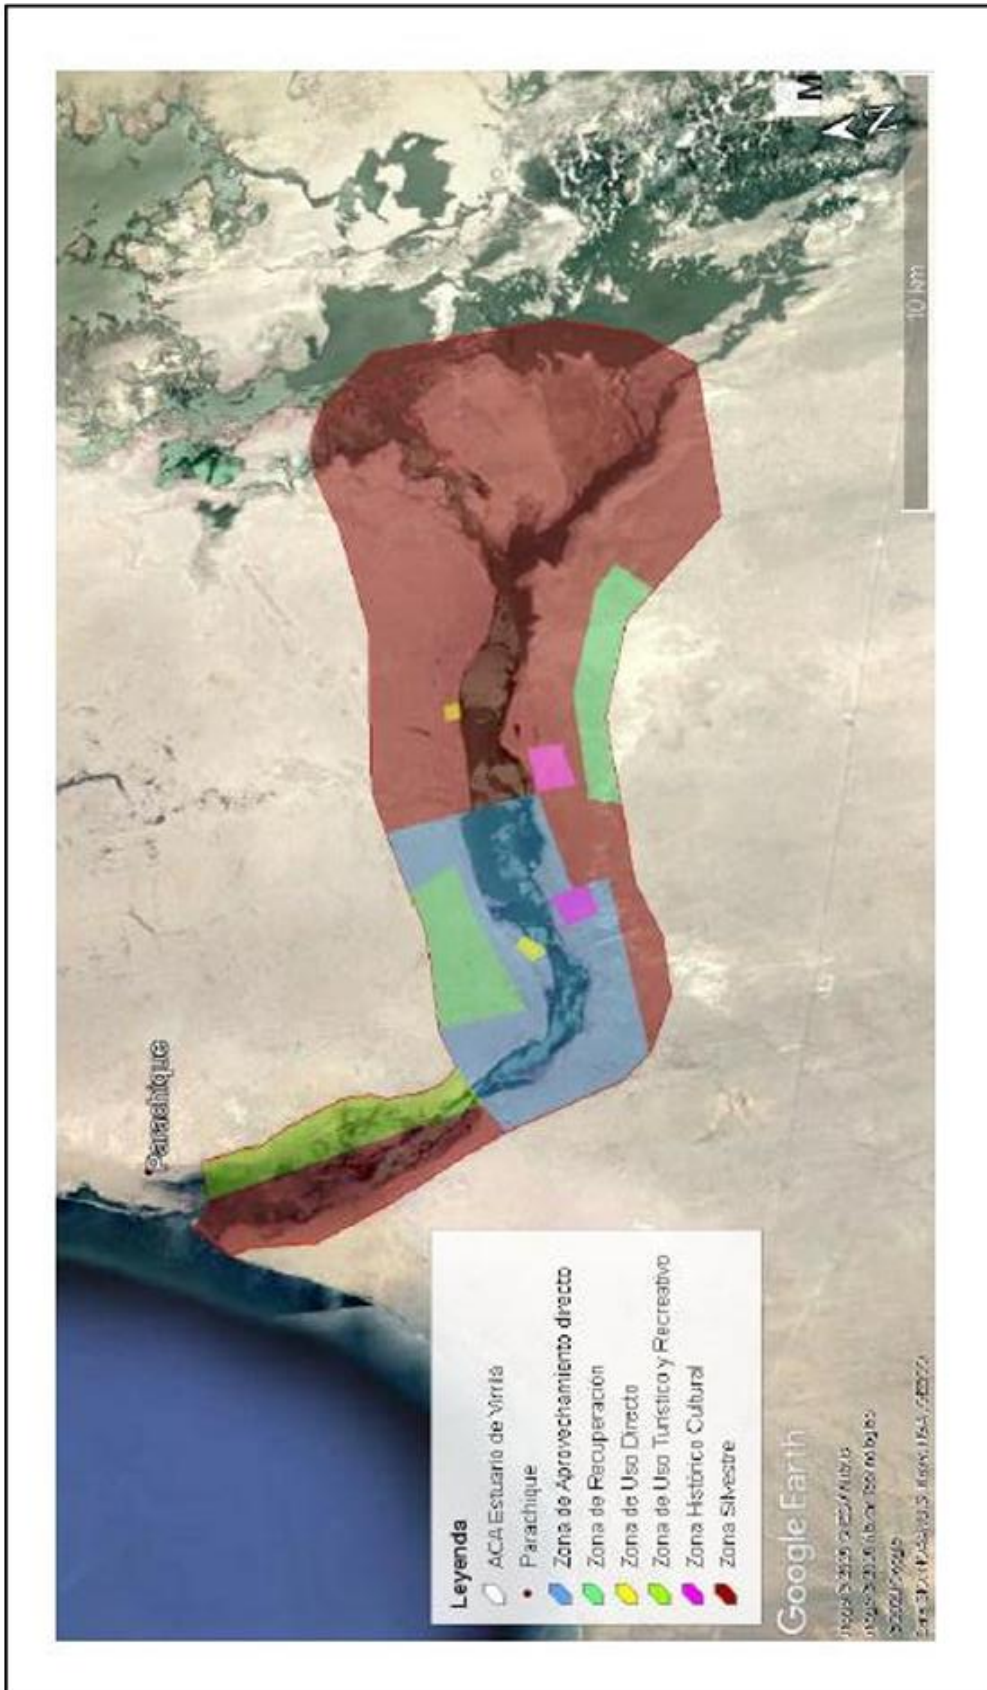 Parachique
Leyenda
ACA Estuario de Virrila
Parachique
Zona de Aprovechamiento directo
Zona de Recuperación
Zona de Uso Directo
Zona de Uso Turístico y Recreativo
Zona Histórico Cultural
Zona Silvestre
Google Earth
10 km
N